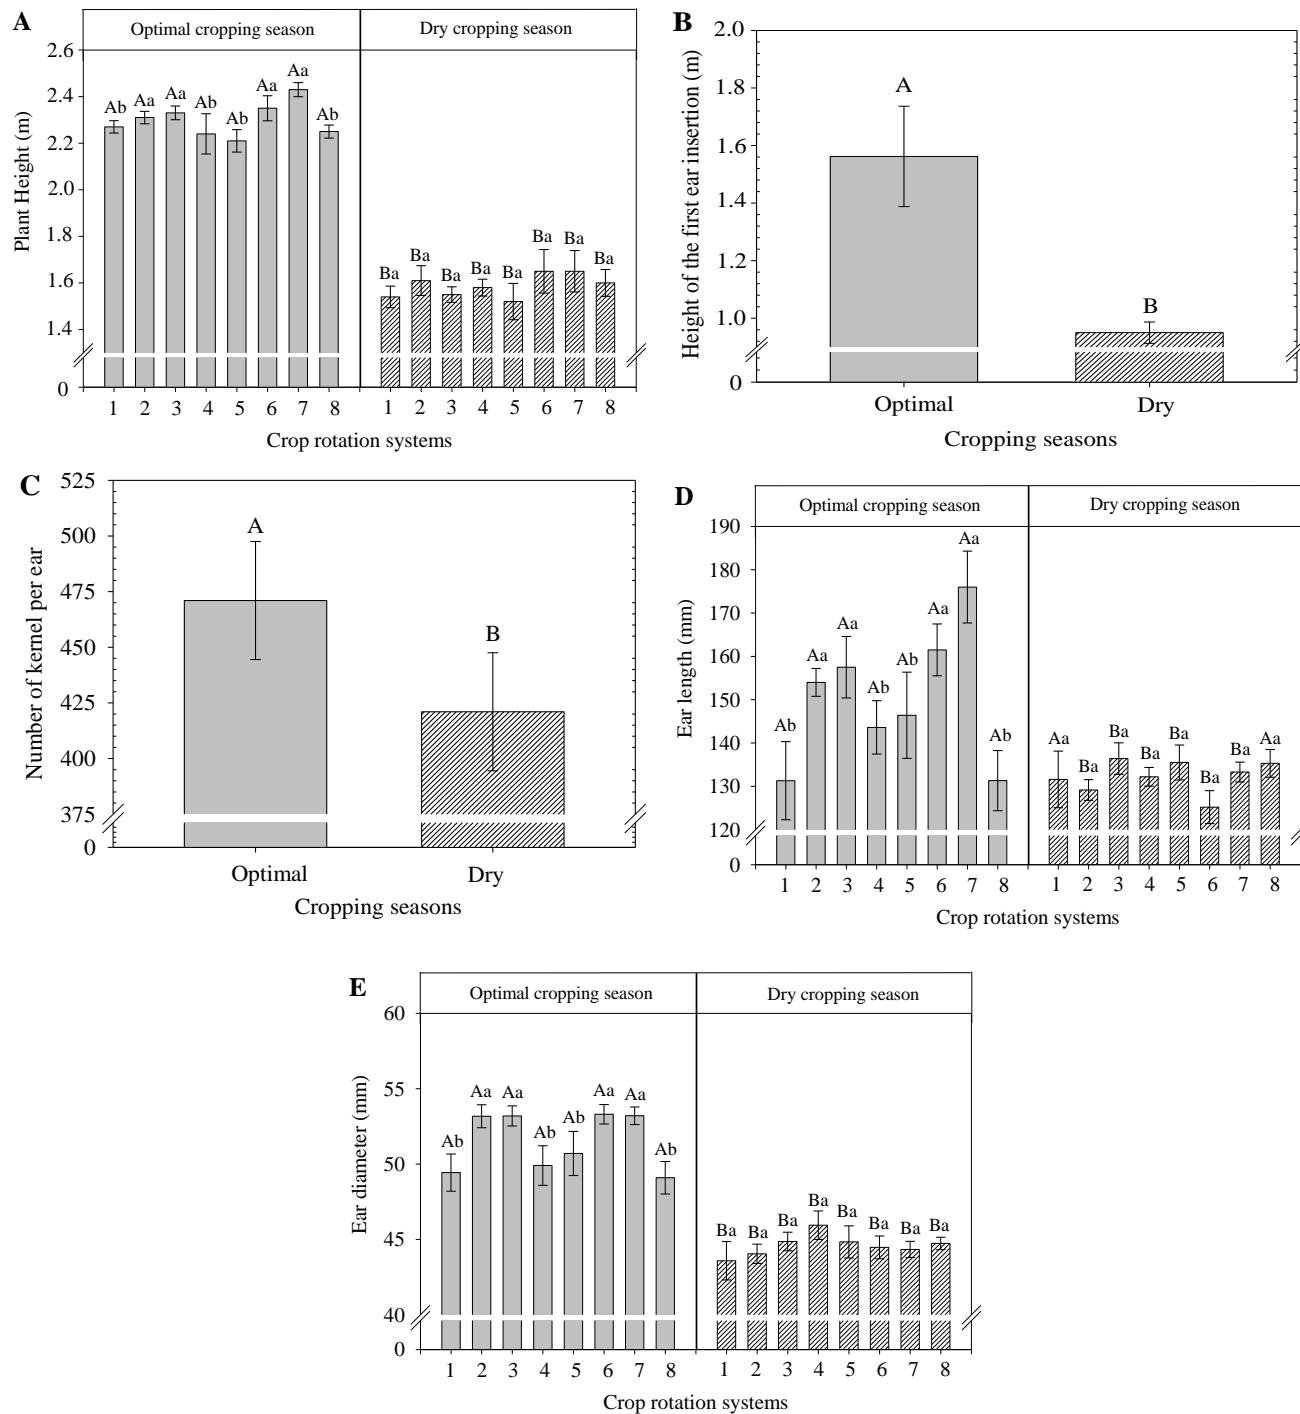 A
Optimal cropping season
Dry cropping season
Plant Height (m)
2.6
2.4
2.2
2.0
1.8
1.6
1.4
0
Ab Aa Aa Ab Ab Aa Aa Ab
Ba Ba Ba Ba Ba Ba Ba Ba
1 2 3 4 5 6 7 8 1 2 3 4 5 6 7 8
Crop rotation systems
B
Height of the first ear insertion (m)
2.0
1.8
1.6
1.4
1.2
1.0
0
A
B
Optimal Dry
Cropping seasons
C
Number of kernel per ear
525
500
475
450
425
400
375
0
A
B
Optimal Dry
Cropping seasons
D
Optimal cropping season
Dry cropping season
Ear length (mm)
190
180
170
160
150
140
130
120
0
Ab Aa Aa Ab Ab Aa Aa Ab
Aa Ba Ba Ba Ba Ba Ba Aa
1 2 3 4 5 6 7 8 1 2 3 4 5 6 7 8
Crop rotation systems
E
Optimal cropping season
Dry cropping season
Ear diameter (mm)
60
55
50
45
40
0
Ab Aa Aa Ab Ab Aa Aa Ab
Ba Ba Ba Ba Ba Ba Ba Ba
1 2 3 4 5 6 7 8 1 2 3 4 5 6 7 8
Crop rotation systems